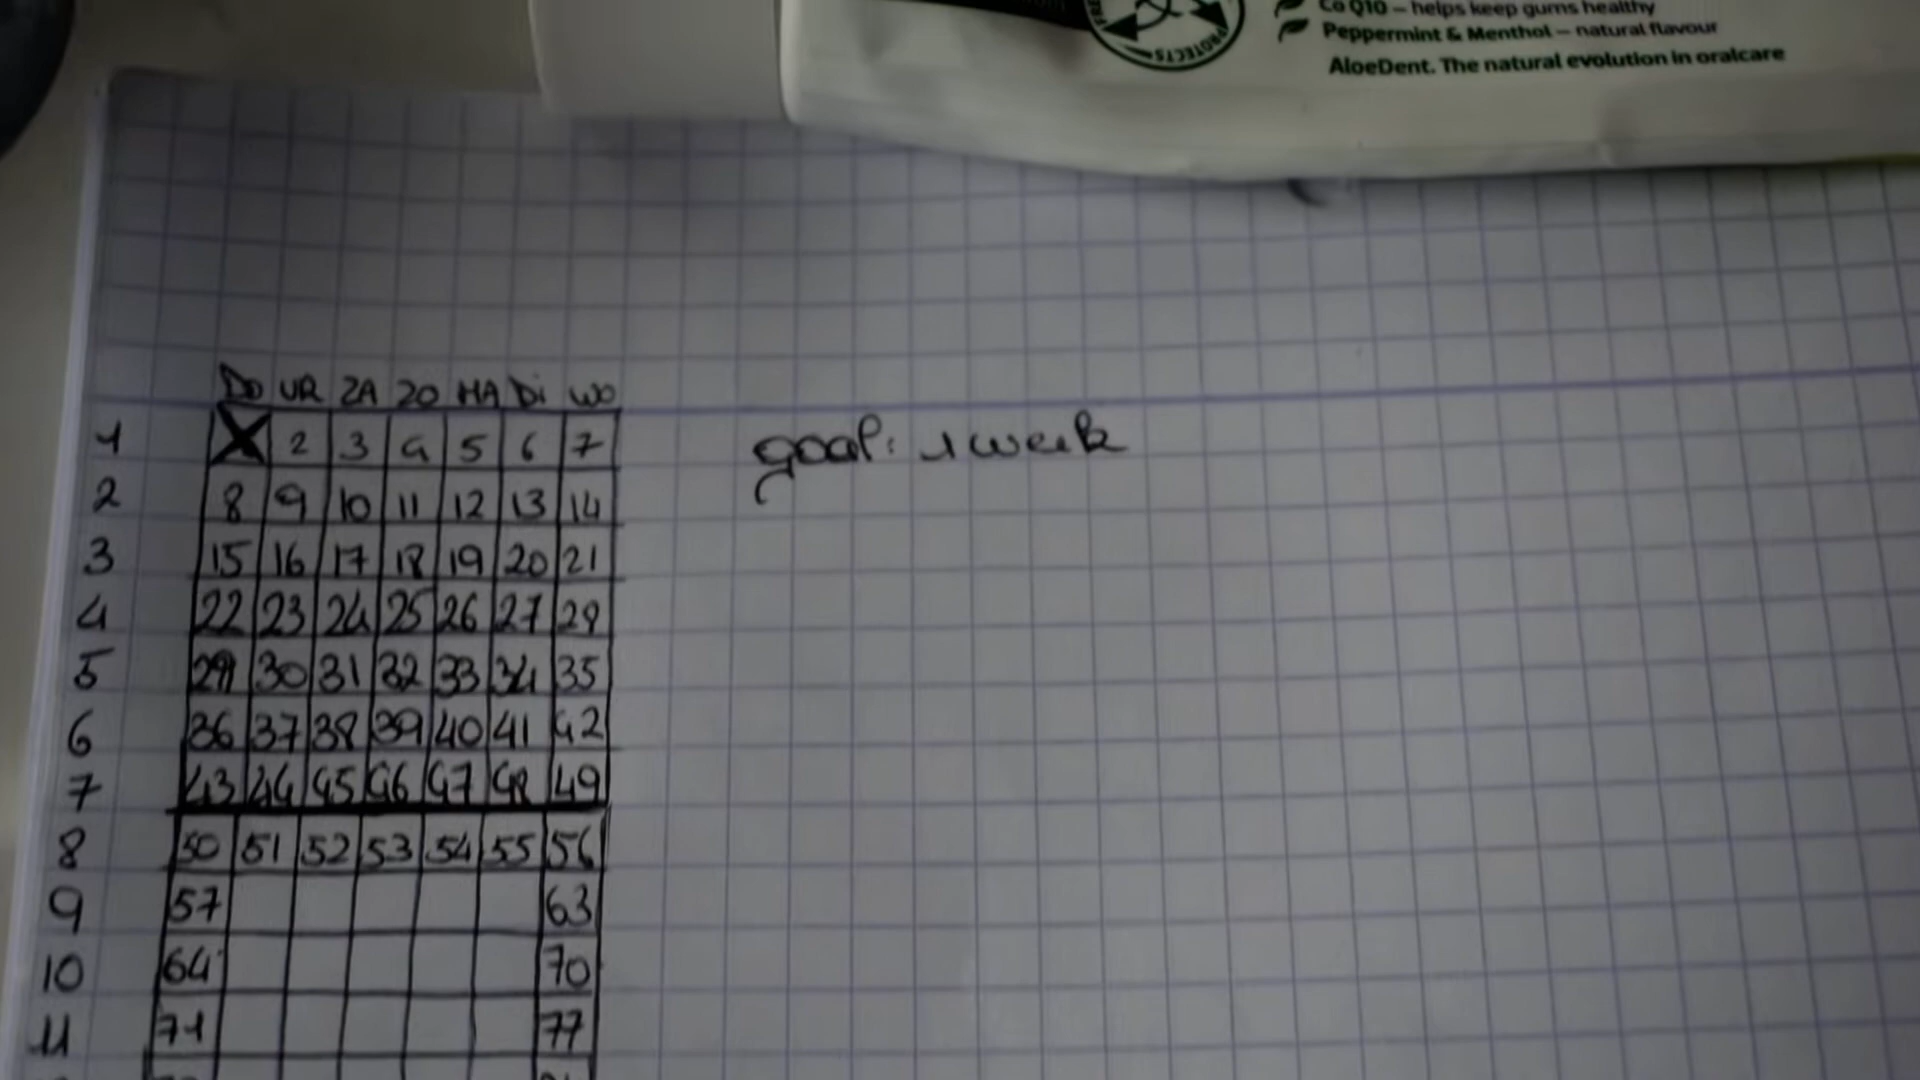 Co Q10 – helps keep gums healthy
Peppermint & Menthol – natural flavour
AloeDent. The natural evolution in oralcare
PROTECTS
DO VR ZA ZO MA Di WO
1 X 2 3 4 5 6 7
goal: 1 week
2 8 9 10 11 12 13 14
3 15 16 17 18 19 20 21
4 22 23 24 25 26 27 28
5 29 30 31 32 33 34 35
6 36 37 38 39 40 41 42
7 43 44 45 46 47 48 49
8 50 51 52 53 54 55 56
9 57 63
10 64 70
11 71 77